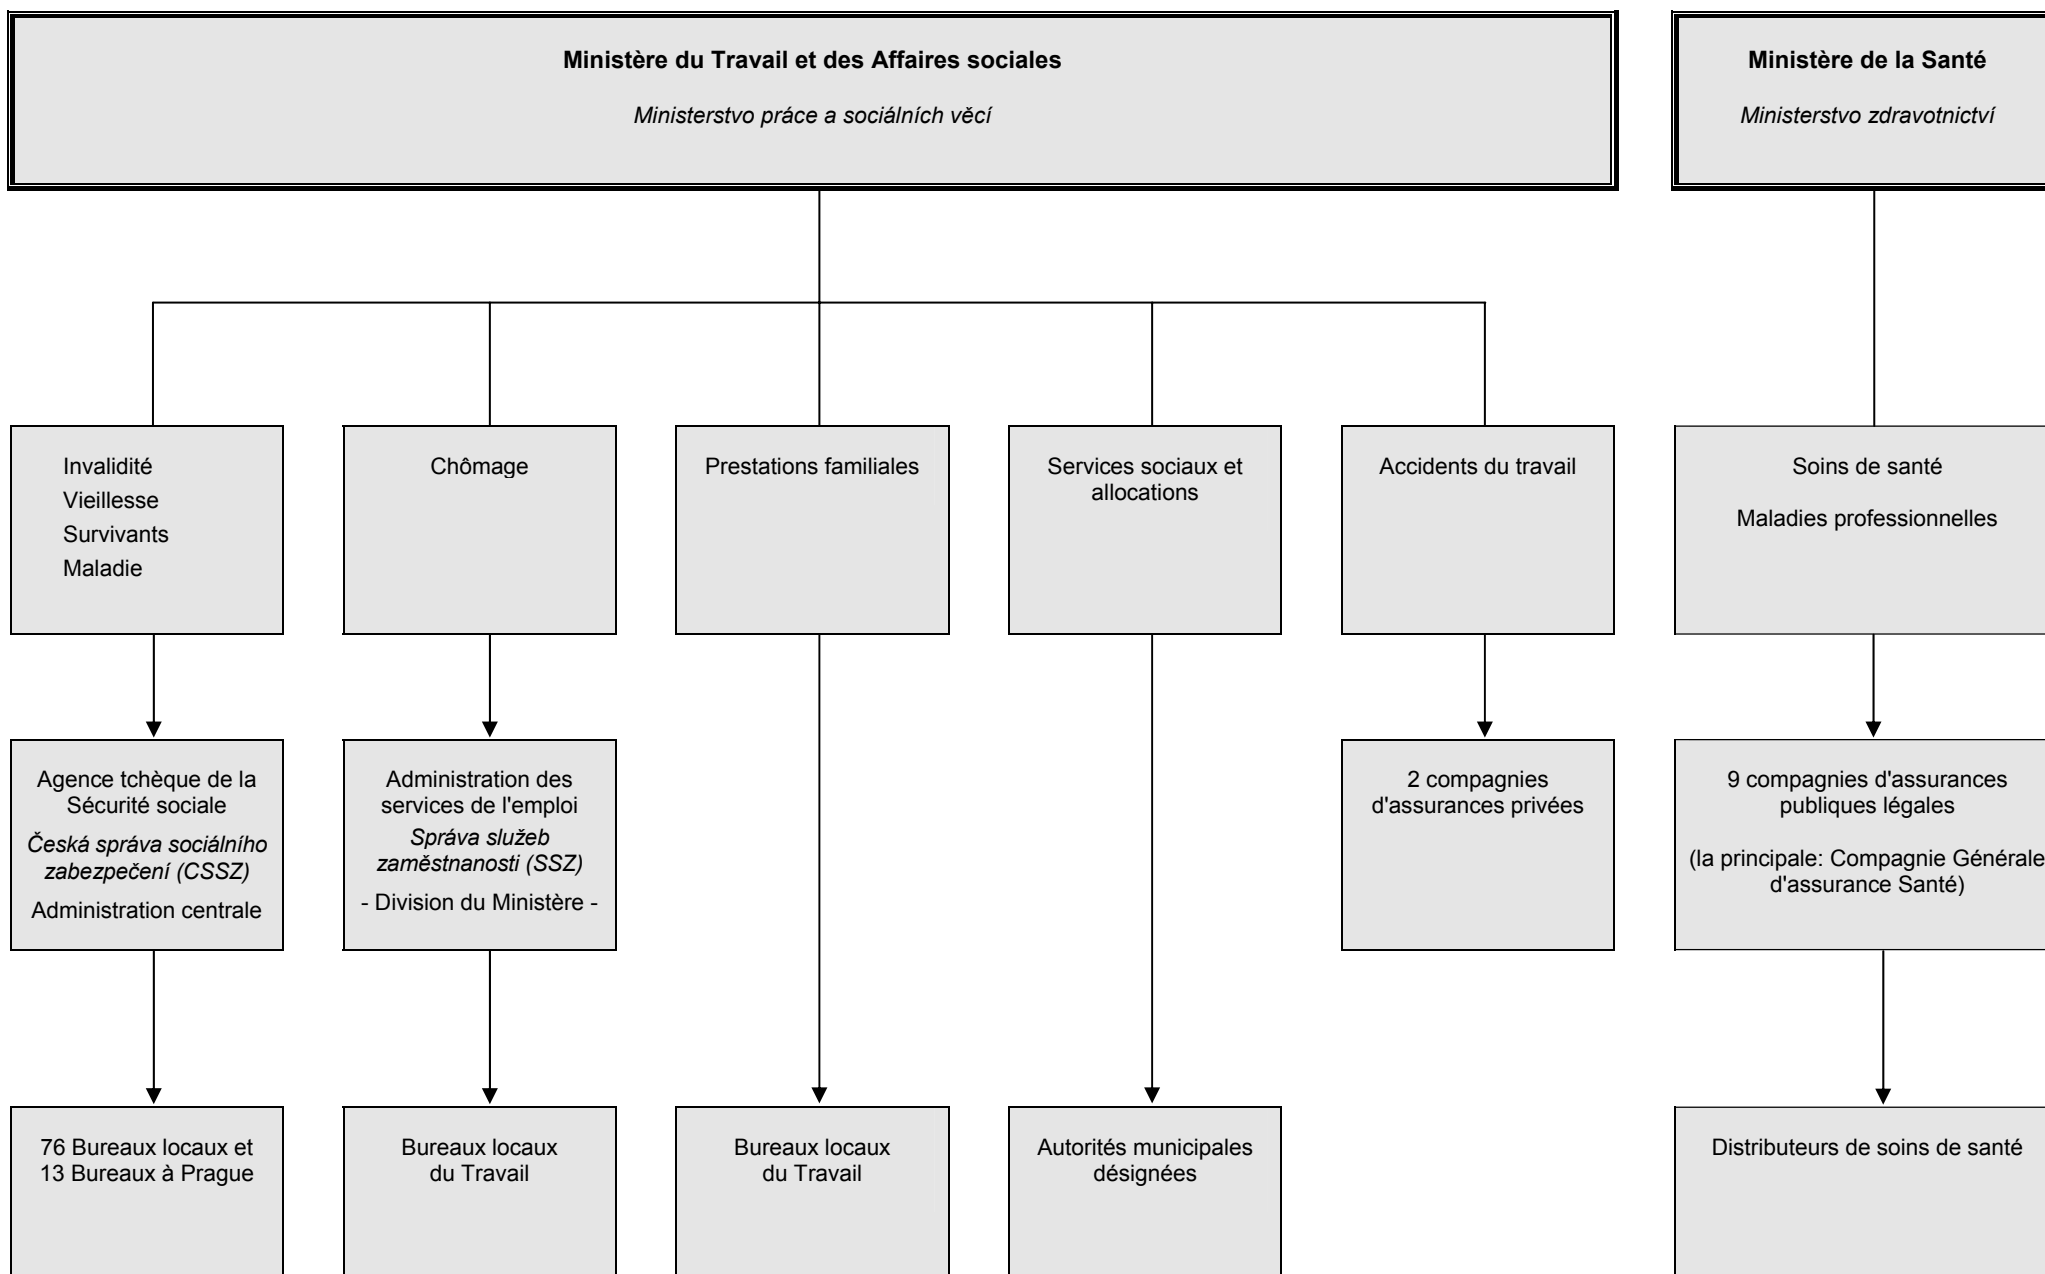 Ministère du Travail et des Affaires sociales
Ministerstvo práce a sociálních věcí
Ministère de la Santé
Ministerstvo zdravotnictví
Invalidité
Vieillesse
Survivants
Maladie
Chômage
Prestations familiales
Services sociaux et
allocations
Accidents du travail
Soins de santé
Maladies professionnelles
Agence tchèque de la
Sécurité sociale
Česká správa sociálního
zabezpečení (CSSZ)
Administration centrale
Administration des
services de l'emploi
Správa služeb
zaměstnanosti (SSZ)
- Division du Ministère -
2 compagnies
d'assurances privées
9 compagnies d'assurances
publiques légales
(la principale: Compagnie Générale
d'assurance Santé)
76 Bureaux locaux et
13 Bureaux à Prague
Bureaux locaux
du Travail
Bureaux locaux
du Travail
Autorités municipales
désignées
Distributeurs de soins de santé